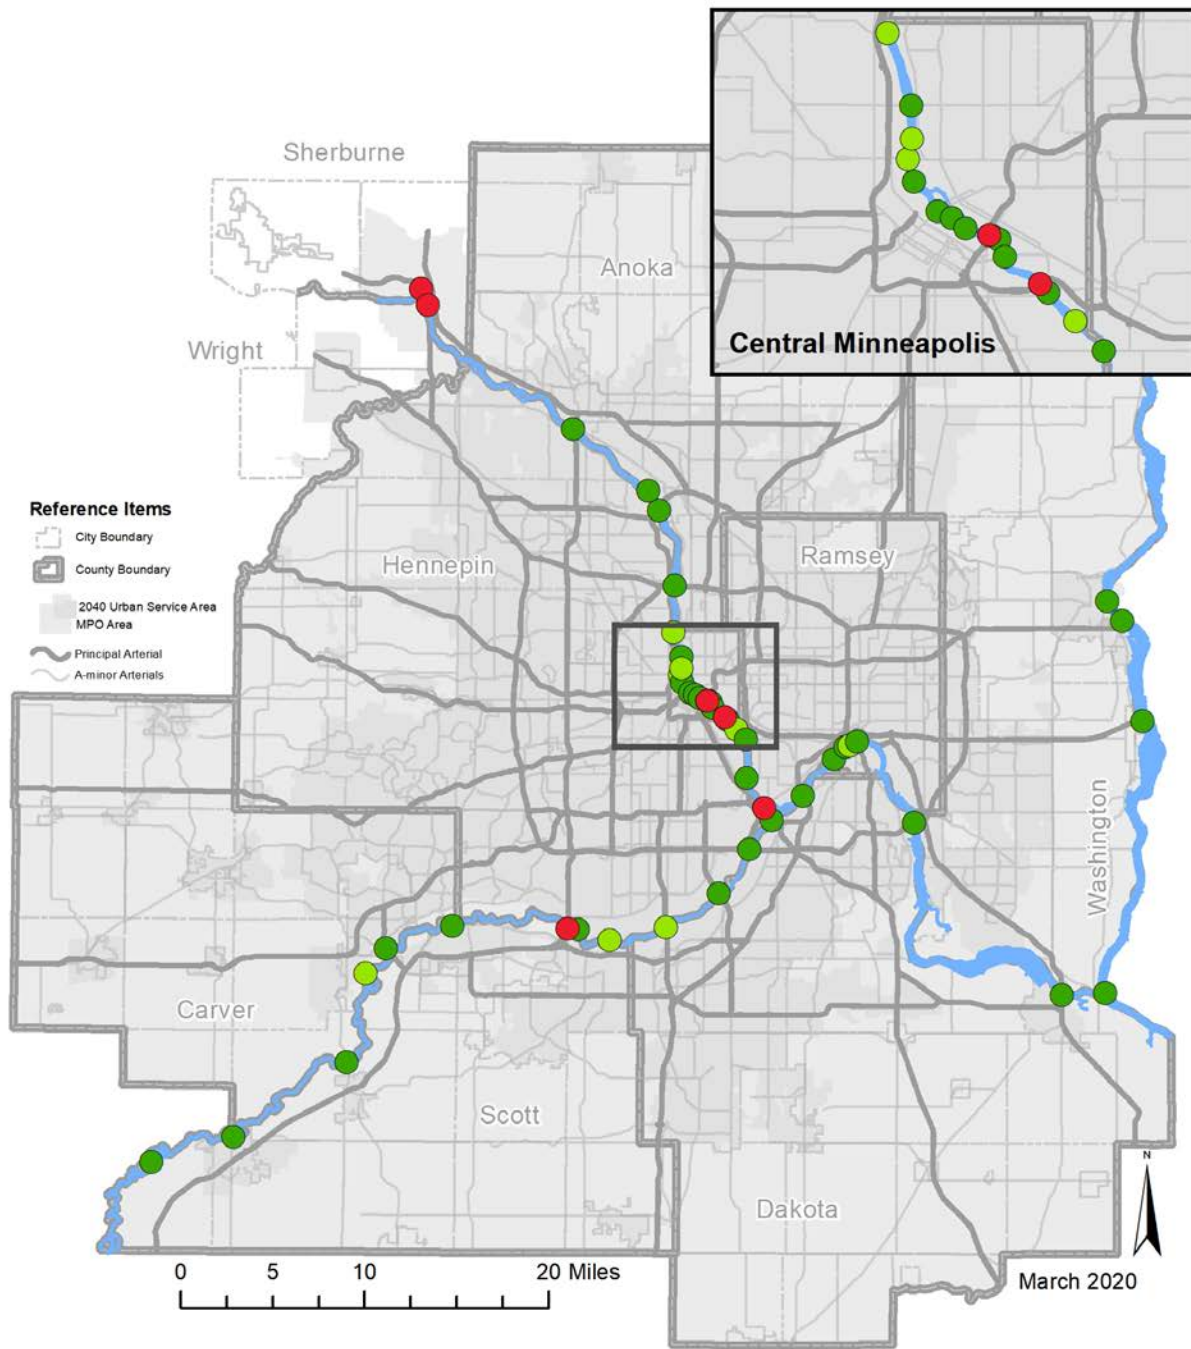 Sherburne
Anoka
Central Minneapolis
Wright
Reference Items
City Boundary
County Boundary
2040 Urban Service Area
MPO Area
Principal Arterial
A-minor Arterials
Hennepin
Ramsey
Washington
Carver
Scott
Dakota
N
0 5 10 20 Miles
March 2020